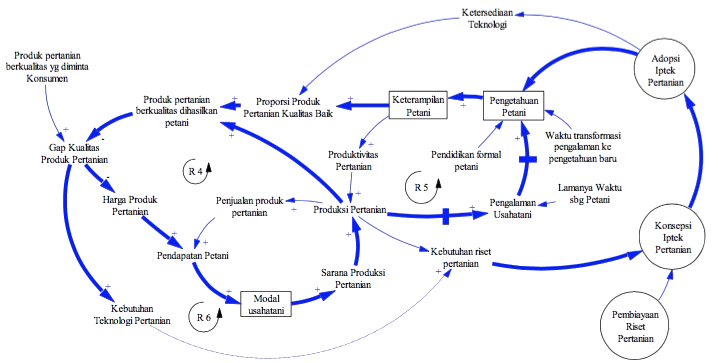 Ketersediaan
Teknologi
Produk pertanian
berkualitas yg diminta
Konsumen
Adopsi
Iptek
Pertanian
Produk pertanian
berkualitas dihasilkan
petani
Proporsi Produk
Pertanian Kualitas Baik
Keterampilan
Petani
Pengetahuan
Petani
Waktu transformasi
pengalaman ke
pengetahuan baru
Gap Kualitas
Produk Pertanian
Produktivitas
Pertanian
Pendidikan formal
petani
R 4
R 5
Harga Produk
Pertanian
Penjualan produk
pertanian
Produksi Pertanian
Pengalaman
Usahatani
Lamanya Waktu
sbg Petani
Pendapatan Petani
Kebutuhan riset
pertanian
Konsepsi
Iptek
Pertanian
Sarana Produksi
Pertanian
Modal
usahatani
R 6
Kebutuhan
Teknologi Pertanian
Pembiayaan
Riset
Pertanian